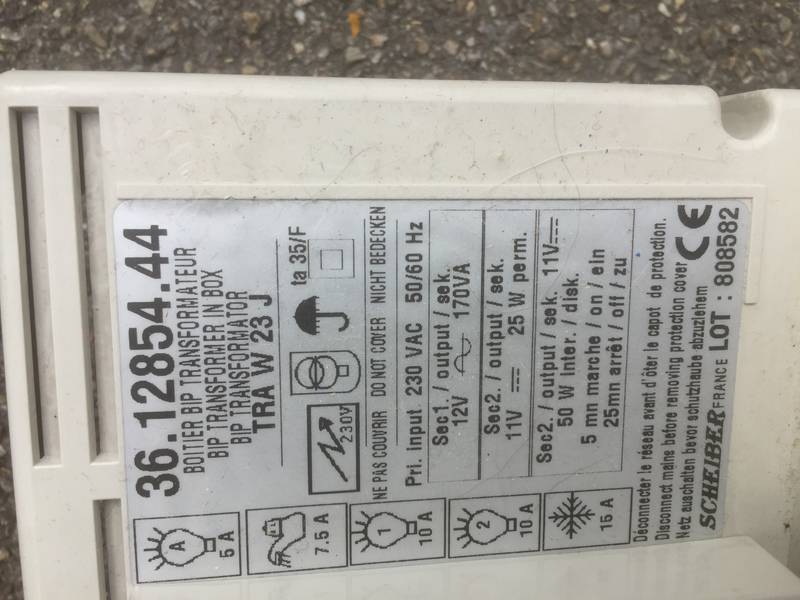 36.12854.44
BOITIER BIP TRANSFORMATEUR
BIP TRANSFORMER IN BOX
BIP TRANSFORMATOR
TRA W 23 J
230V
ta 35/F
NE PAS COUVRIR DO NOT COVER NICHT BEDECKEN
Pri. input. 230 VAC 50/60 Hz
Sec1. / output / sek.
12V 170VA
Sec2. / output / sek.
11V 25 W perm.
Sec2. / output / sek. 11V
50 W Inter. / disk.
5 mn marche / on / ein
25mn arrêt / off / zu
Déconnecter le réseau avant d'ôter le capot de protection.
Disconnect mains before removing protection cover
Netz auschalten bevor schutzhaube abzuziehem
CE
SCHEIBER FRANCE LOT : 808582
A
5 A
7.5 A
1
10 A
2
10 A
15 A